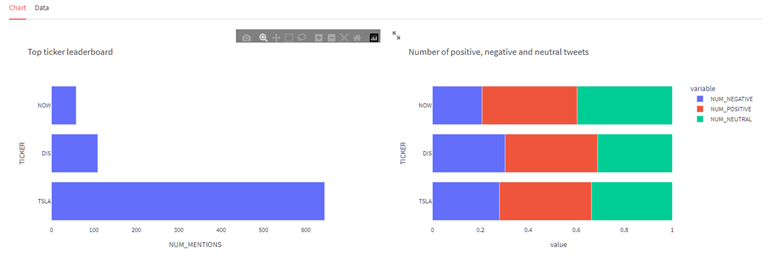 Chart Data
Top ticker leaderboard
NOW
DIS
TSLA
TICKER
0 100 200 300 400 500 600
NUM_MENTIONS
Number of positive, negative and neutral tweets
NOW
DIS
TSLA
TICKER
0 0.2 0.4 0.6 0.8 1
value
variable
NUM_NEGATIVE
NUM_POSITIVE
NUM_NEUTRAL